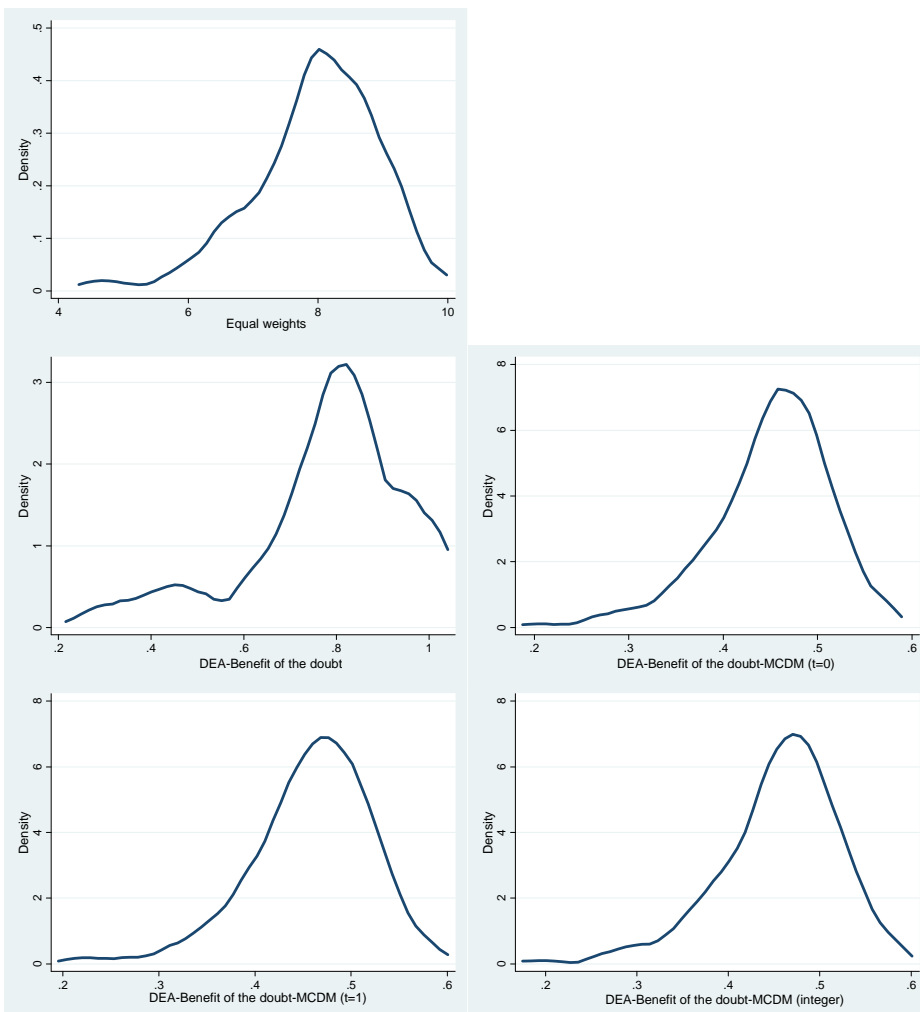 .5
.4
.3
.2
.1
0
Density
4 6 8 10
Equal weights
3
2
1
0
Density
.2 .4 .6 .8 1
DEA-Benefit of the doubt
8
6
4
2
0
Density
.2 .3 .4 .5 .6
DEA-Benefit of the doubt-MCDM (t=0)
8
6
4
2
0
Density
.2 .3 .4 .5 .6
DEA-Benefit of the doubt-MCDM (t=1)
8
6
4
2
0
Density
.2 .3 .4 .5 .6
DEA-Benefit of the doubt-MCDM (integer)